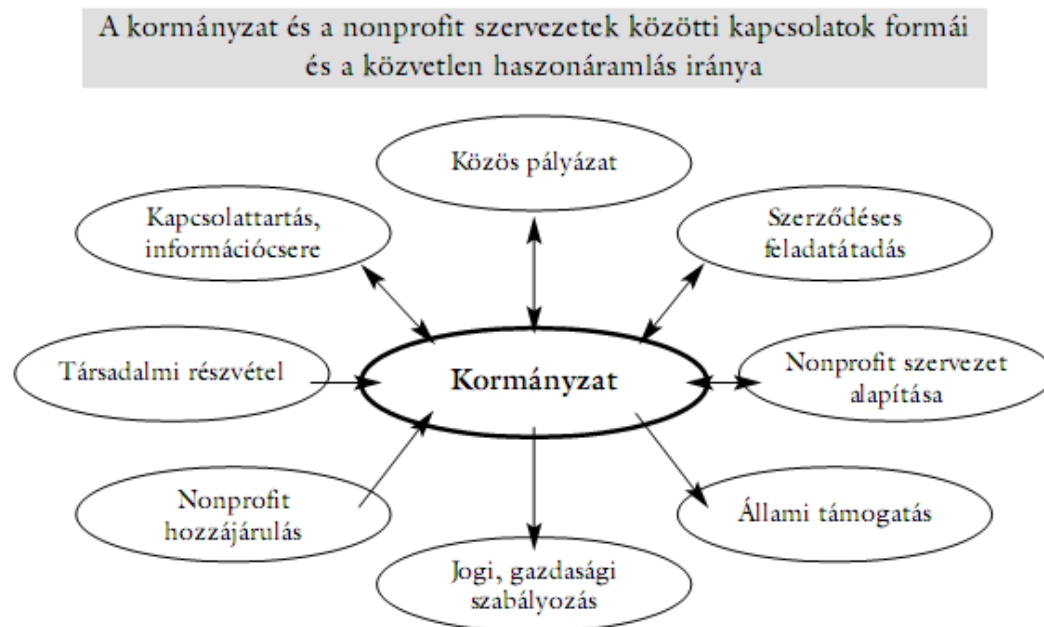 A kormányzat és a nonprofit szervezetek közötti kapcsolatok formái
és a közvetlen haszonáramlás iránya
Közös pályázat
Kapcsolattartás,
információcsere
Szerződéses
feladatátadás
Társadalmi részvétel
Kormányzat
Nonprofit szervezet
alapítása
Nonprofit
hozzájárulás
Állami támogatás
Jogi, gazdasági
szabályozás